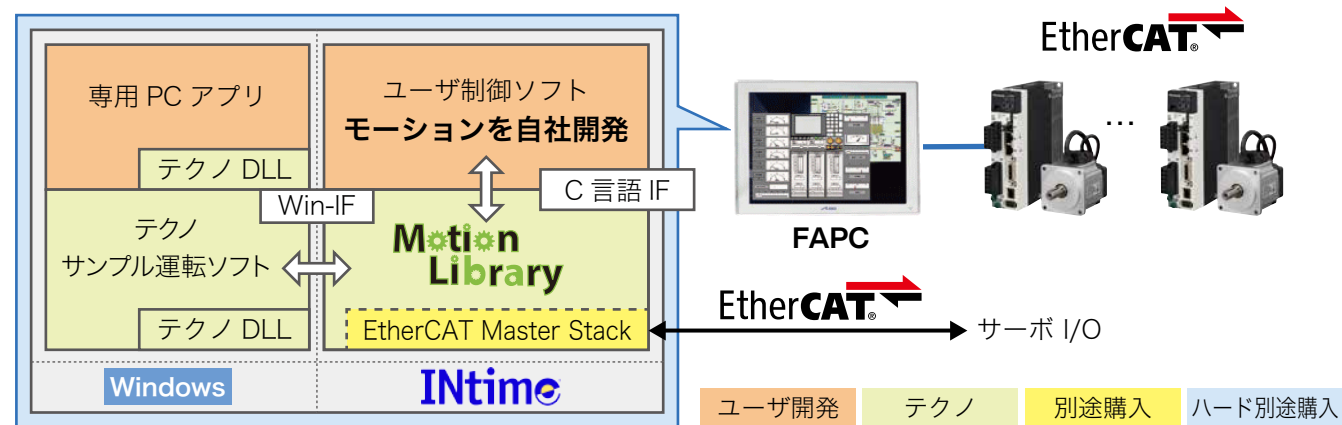 専用 PC アプリ
テクノ DLL
ユーザ制御ソフト
モーションを自社開発
Win-IF
C 言語 IF
テクノ
サンプル運転ソフト
テクノ DLL
Motion
Library
EtherCAT Master Stack
Windows
INtime
FAPC
EtherCAT®
…
EtherCAT®
サーボ I/O
ユーザ開発
テクノ
別途購入
ハード別途購入